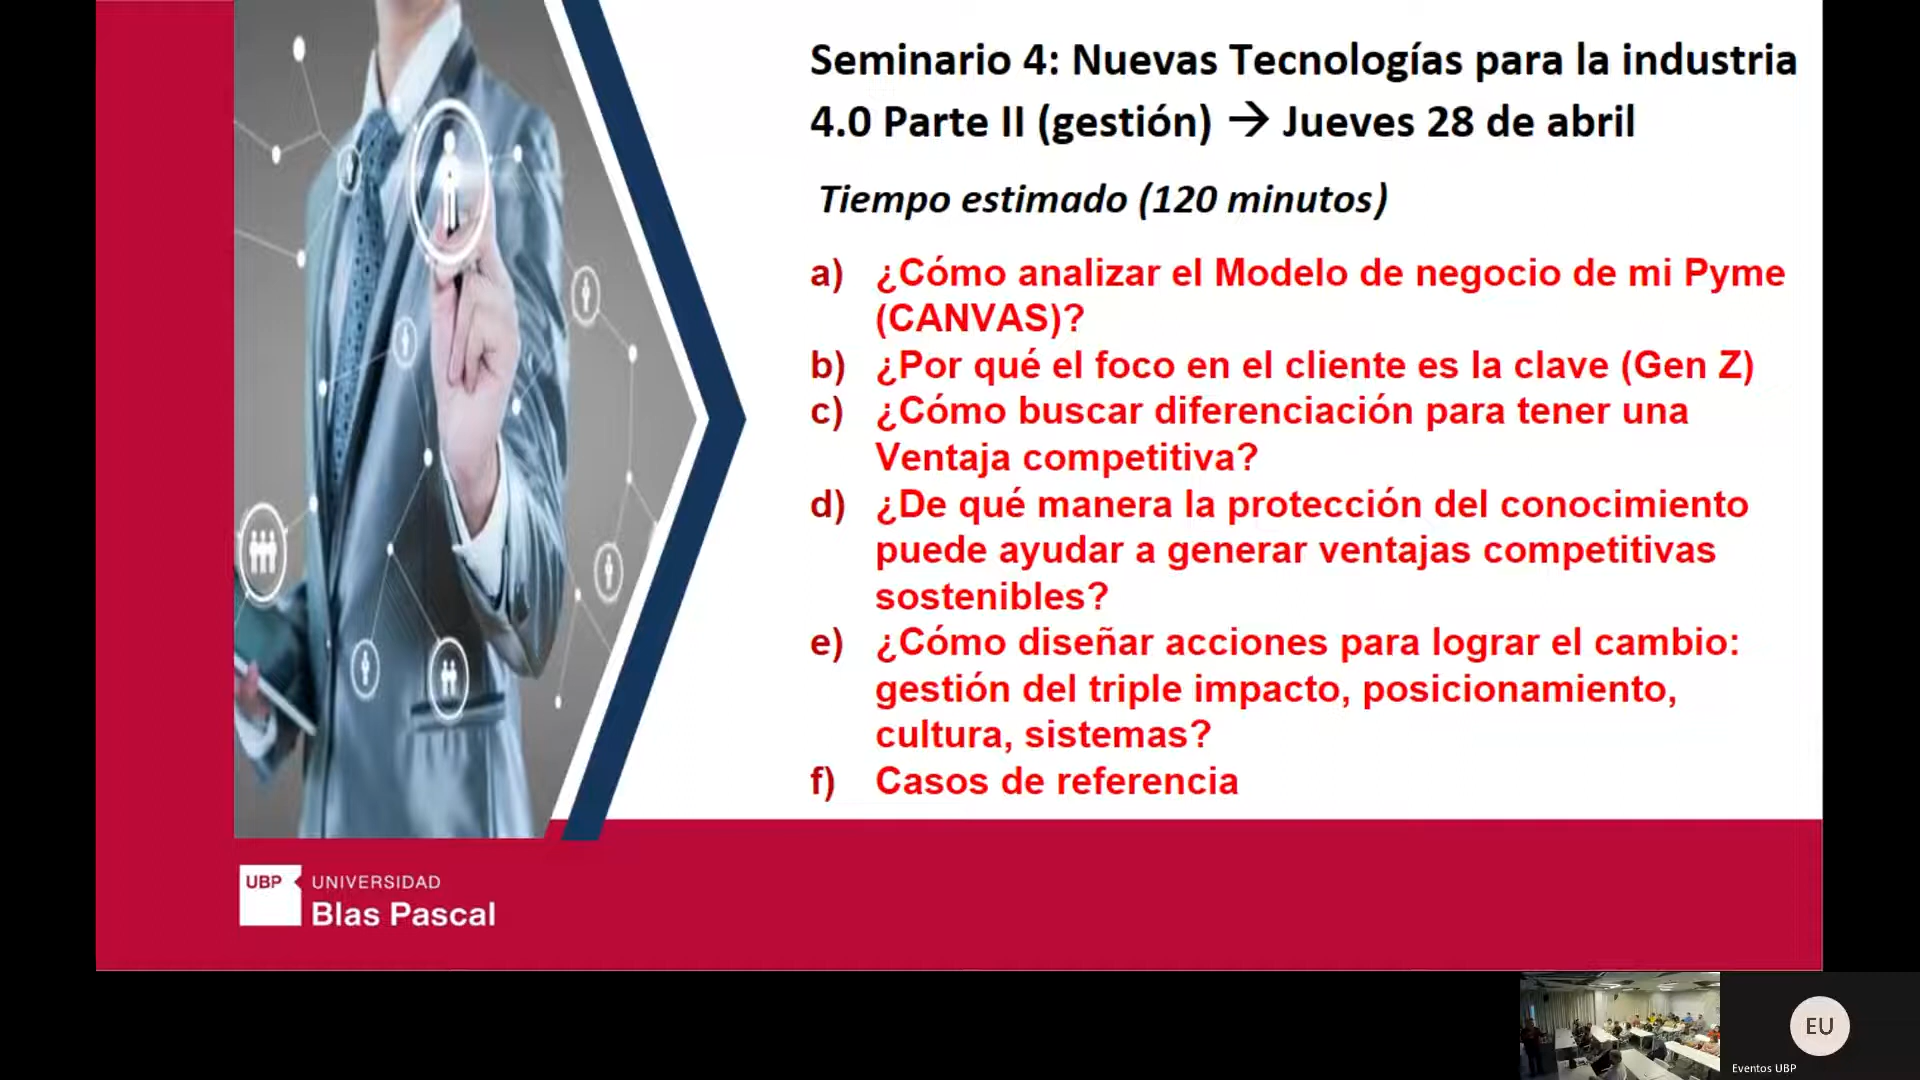 Seminario 4: Nuevas Tecnologías para la industria
4.0 Parte II (gestión) → Jueves 28 de abril
Tiempo estimado (120 minutos)
a) ¿Cómo analizar el Modelo de negocio de mi Pyme
(CANVAS)?
b) ¿Por qué el foco en el cliente es la clave (Gen Z)
c) ¿Cómo buscar diferenciación para tener una
Ventaja competitiva?
d) ¿De qué manera la protección del conocimiento
puede ayudar a generar ventajas competitivas
sostenibles?
e) ¿Cómo diseñar acciones para lograr el cambio:
gestión del triple impacto, posicionamiento,
cultura, sistemas?
f) Casos de referencia
UBP UNIVERSIDAD
Blas Pascal
EU
Eventos UBP